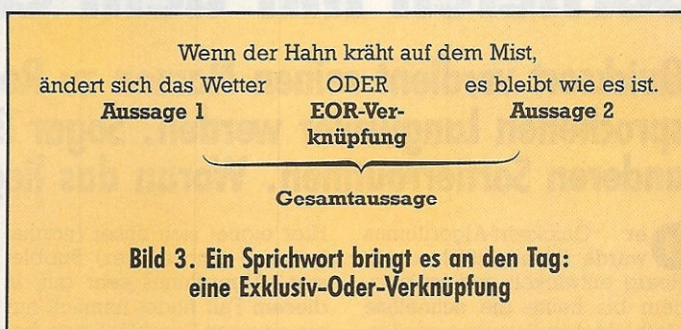 Wenn der Hahn kräht auf dem Mist,
ändert sich das Wetter ODER es bleibt wie es ist.
Aussage 1 EOR-Ver- Aussage 2
knüpfung
Gesamtaussage
Bild 3. Ein Sprichwort bringt es an den Tag:
eine Exklusiv-Oder-Verknüpfung